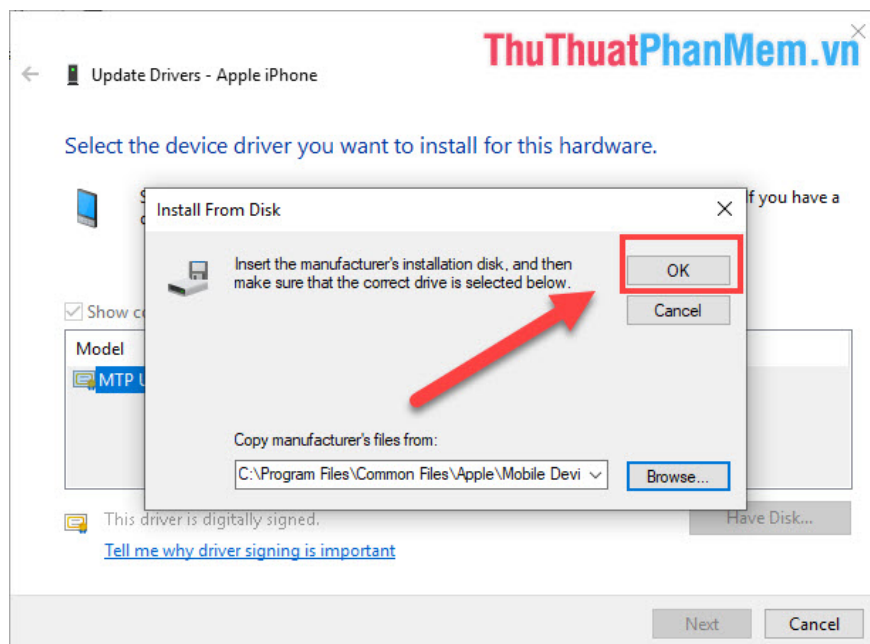 ThuThuatPhanMem.vn
Update Drivers - Apple iPhone
Select the device driver you want to install for this hardware.
f you have a
Install From Disk
Insert the manufacturer's installation disk, and then
make sure that the correct drive is selected below.
OK
Cancel
Show c
Model
MTP U
Copy manufacturer's files from:
C:\Program Files\Common Files\Apple\Mobile Devi
Browse...
This driver is digitally signed.
Have Disk...
Tell me why driver signing is important
Next
Cancel